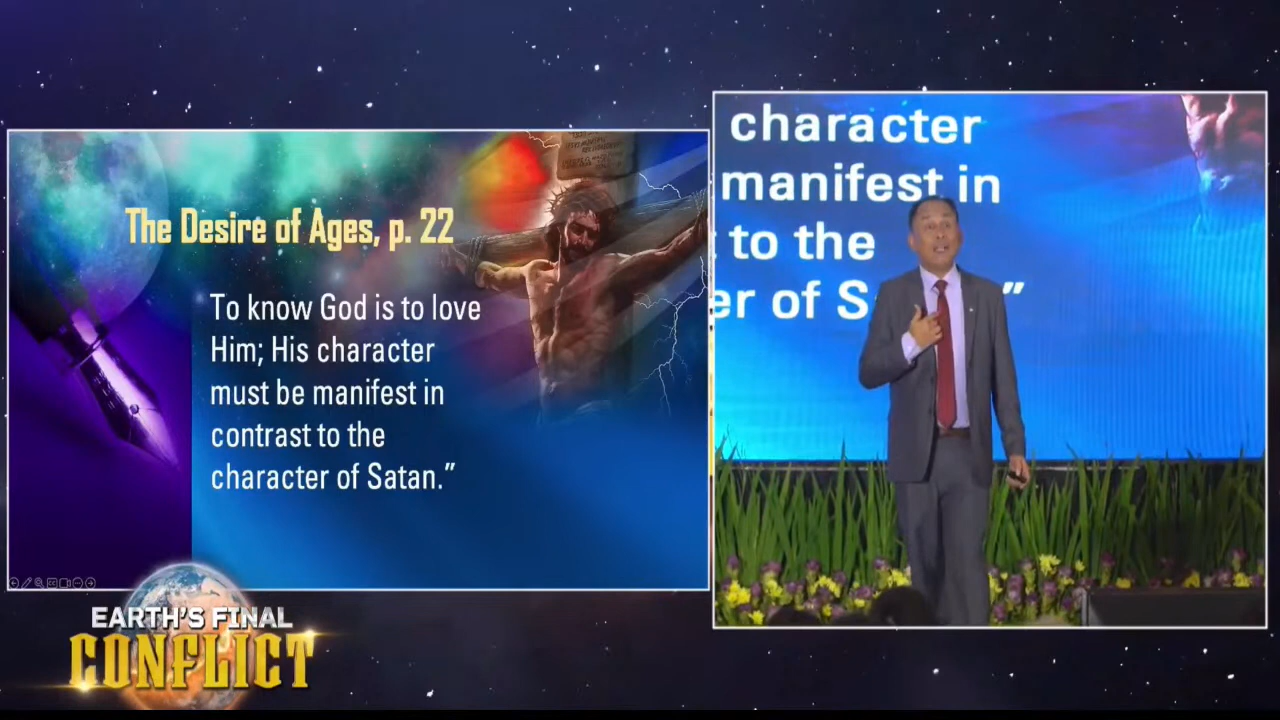 The Desire of Ages, p. 22
To know God is to love
Him; His character
must be manifest in
contrast to the
character of Satan.”
character
manifest in
to the
er of S
”
EARTH'S FINAL
CONFLICT